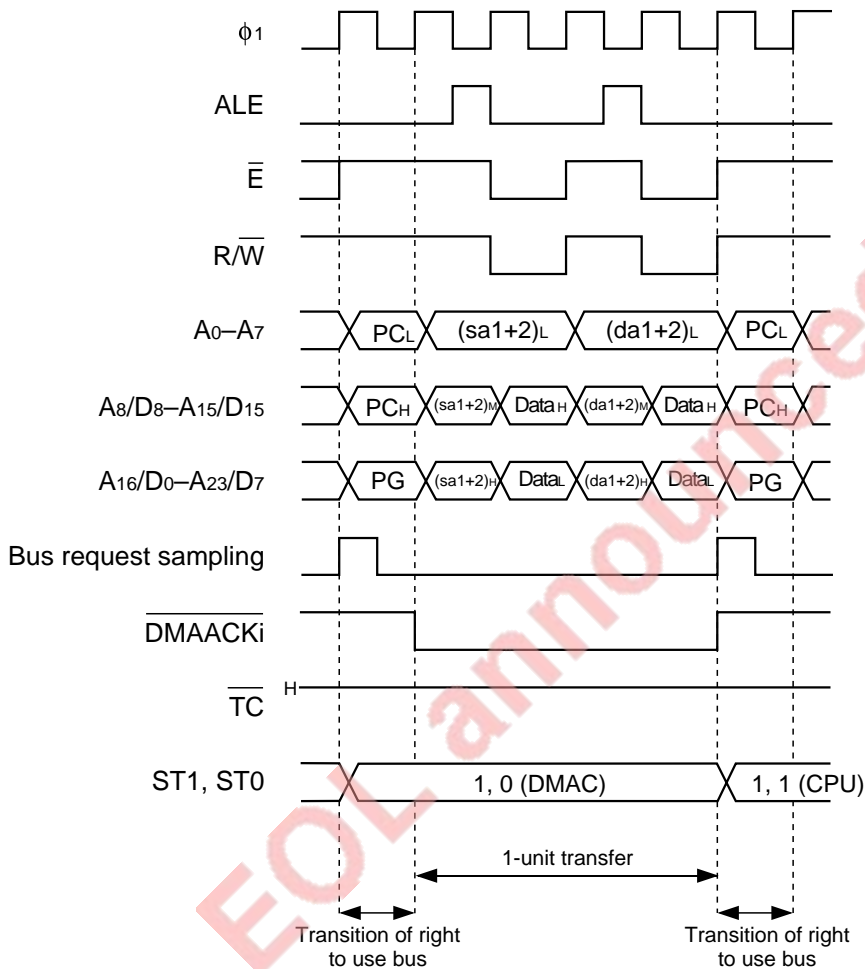 ϕ1
ALE
E̅
R/W̅
A0–A7 PCL (sa1+2)L (da1+2)L PCL
A8/D8–A15/D15 PCH (sa1+2)M DataH (da1+2)M DataH PCH
A16/D0–A23/D7 PG (sa1+2)H DataL (da1+2)H DataL PG
Bus request sampling
D̅M̅A̅A̅C̅K̅i̅
T̅C̅ H
ST1, ST0 1, 0 (DMAC) 1, 1 (CPU)
1-unit transfer
Transition of right
to use bus
Transition of right
to use bus
EOL announced